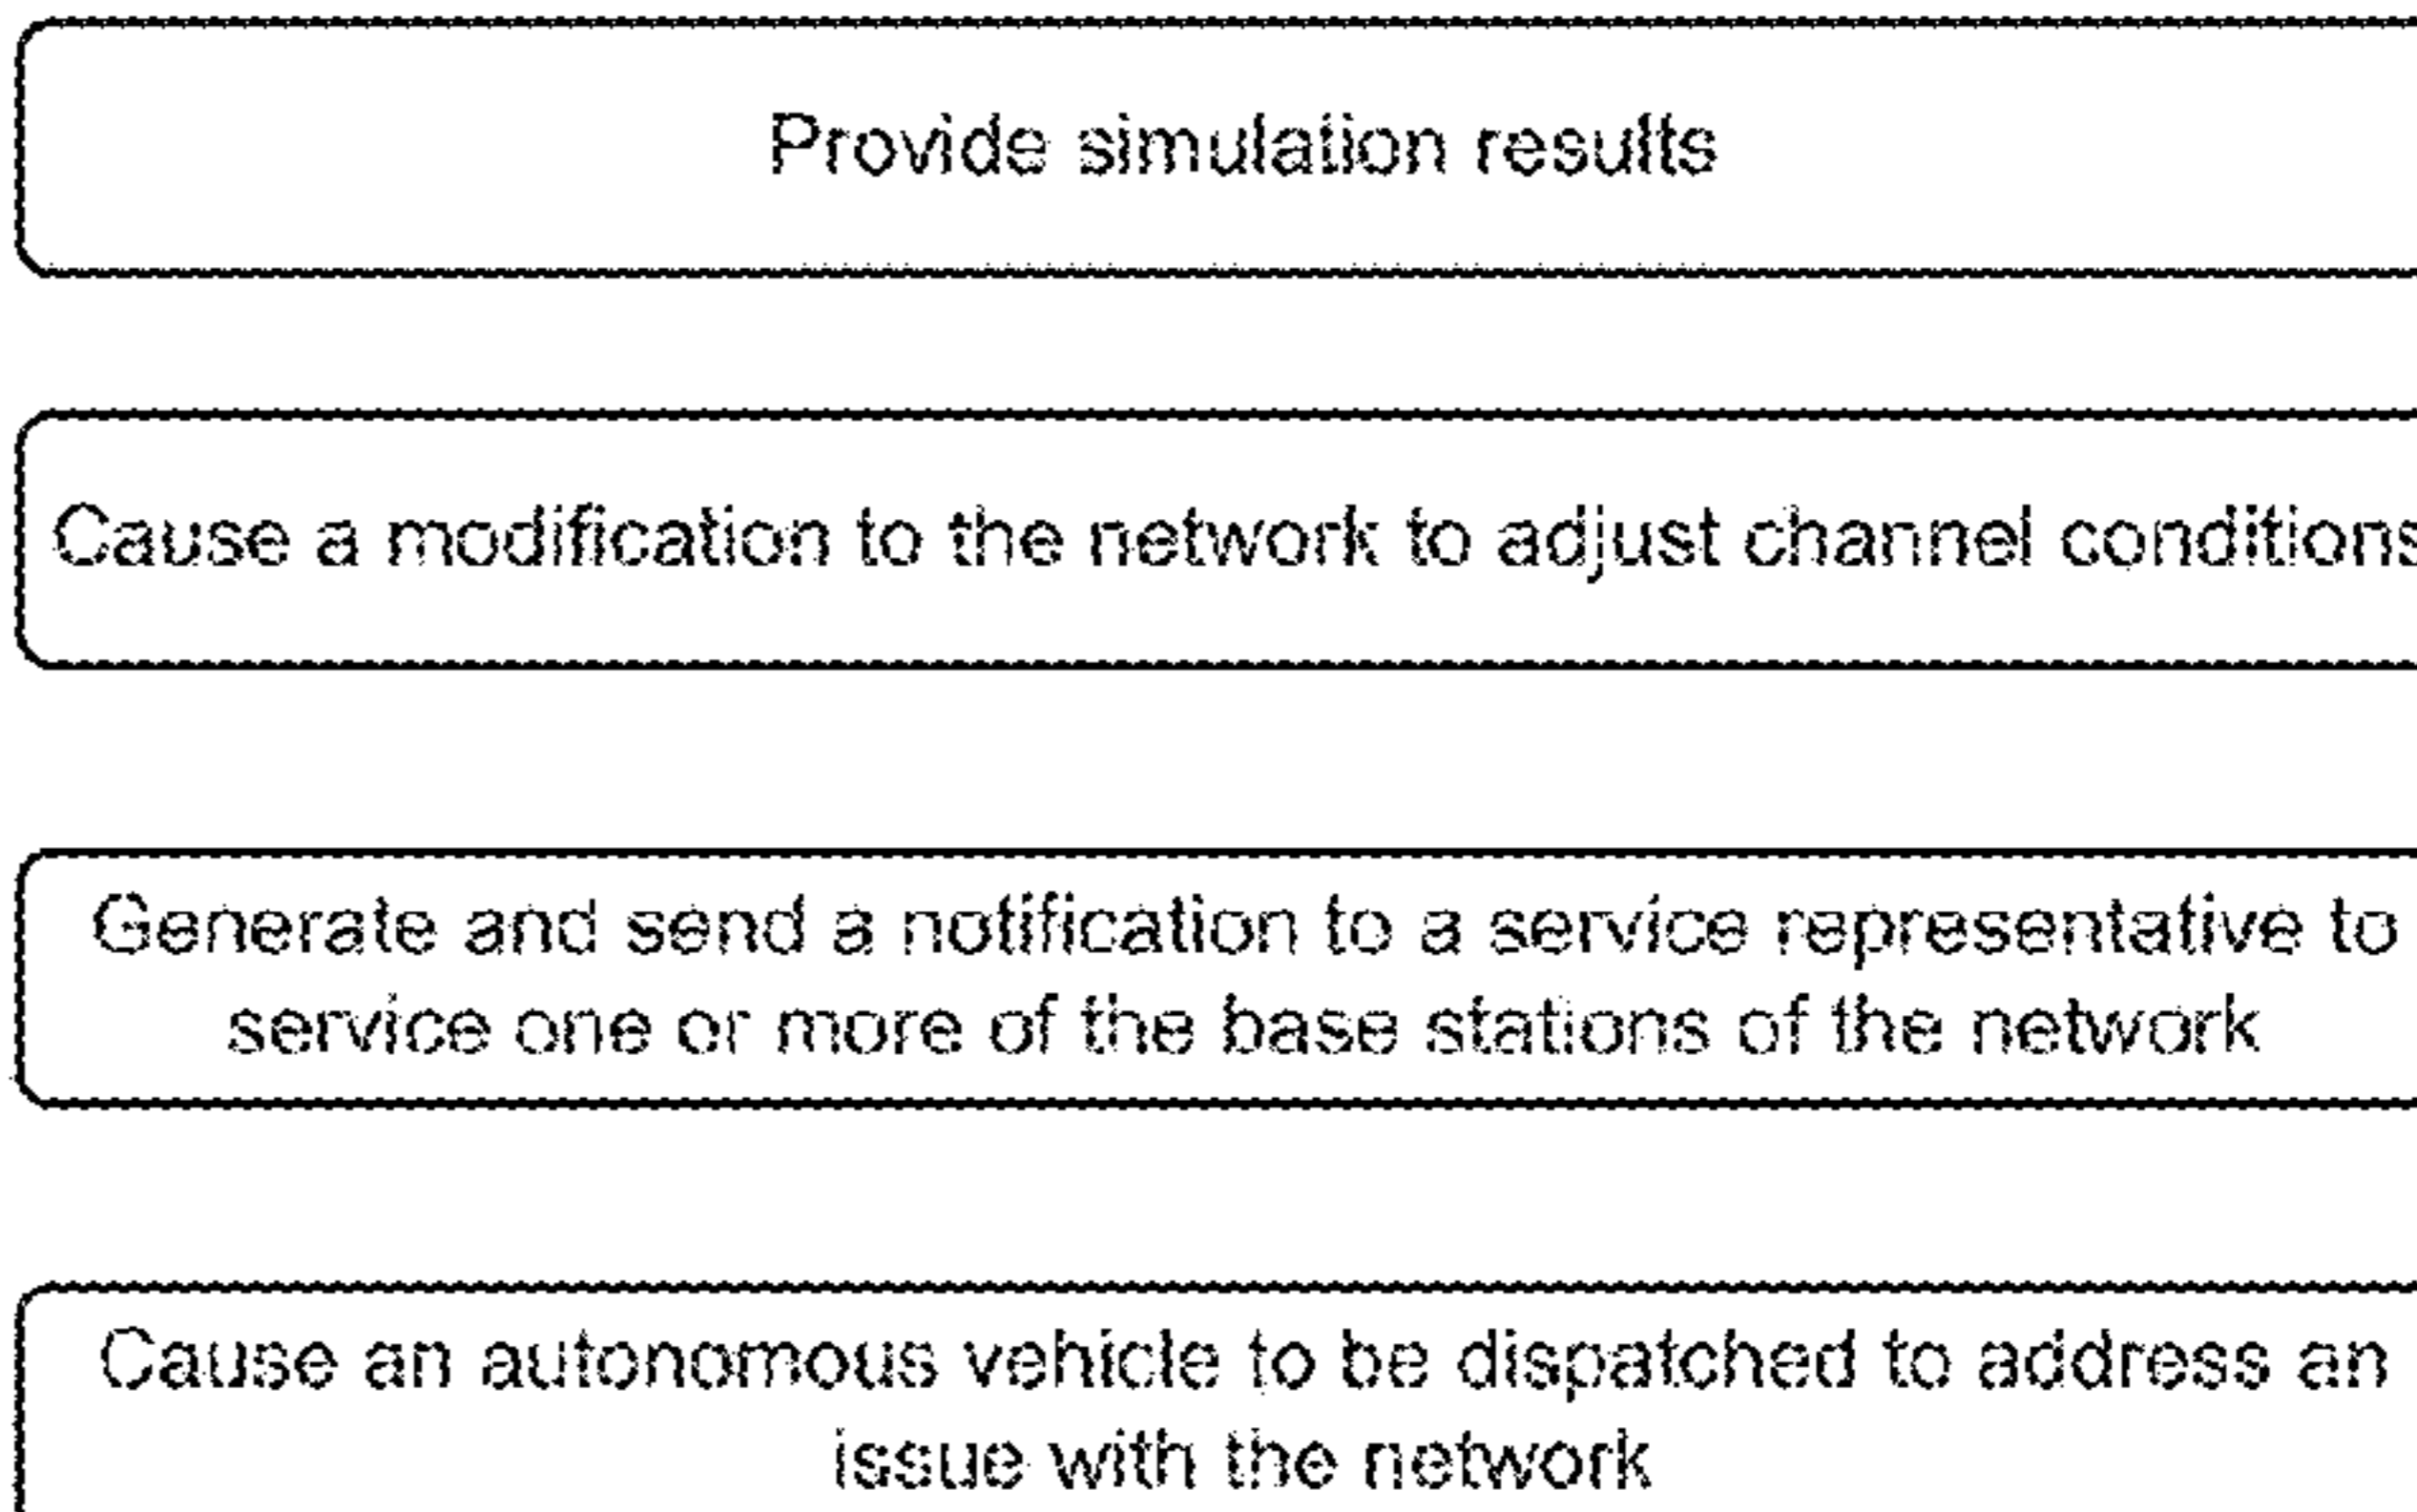 Provide simulation results
Cause a modification to the network to adjust channel conditions
Generate and send a notification to a service representative to
service one or more of the base stations of the network
Cause an autonomous vehicle to be dispatched to address an
issue with the network